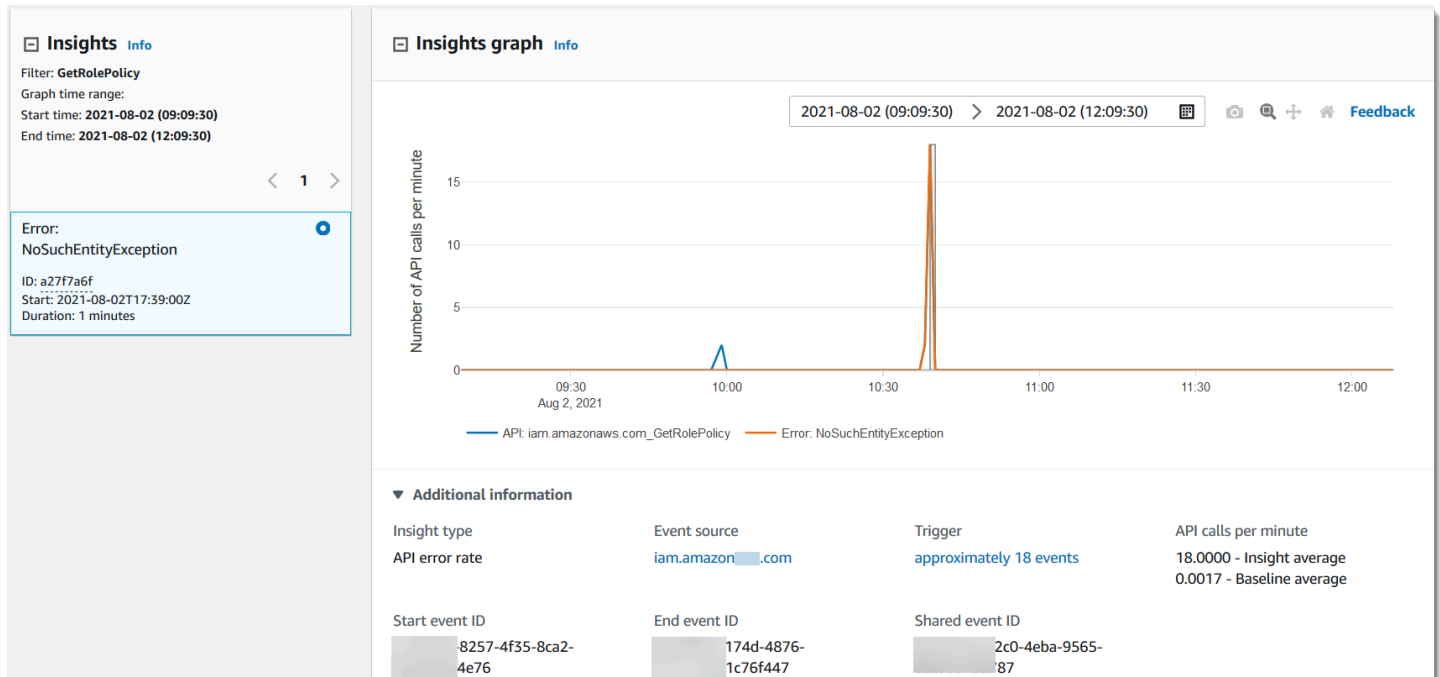 Insights Info
Filter: GetRolePolicy
Graph time range:
Start time: 2021-08-02 (09:09:30)
End time: 2021-08-02 (12:09:30)
1
Error:
NoSuchEntityException
ID: a27f7a6f
Start: 2021-08-02T17:39:00Z
Duration: 1 minutes
Insights graph Info
2021-08-02 (09:09:30) 2021-08-02 (12:09:30)
Feedback
Number of API calls per minute
15
10
5
0
09:30 10:00 10:30 11:00 11:30 12:00
Aug 2, 2021
API: iam.amazonaws.com_GetRolePolicy Error: NoSuchEntityException
Additional information
Insight type Event source Trigger API calls per minute
API error rate iam.amazon .com approximately 18 events 18.0000 - Insight average
0.0017 - Baseline average
Start event ID End event ID Shared event ID
-8257-4f35-8ca2- 174d-4876- 2c0-4eba-9565-
4e76 1c76f447 87